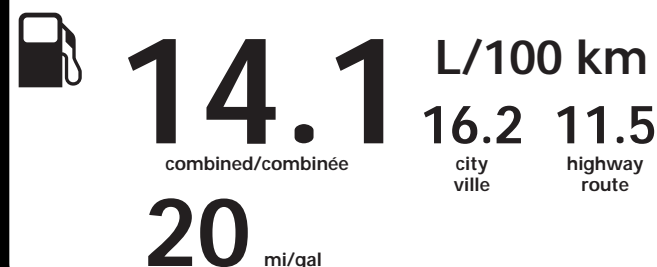 14.1 L/100 km
combined/combinée
16.2 11.5
city highway
ville route
20 mi/gal